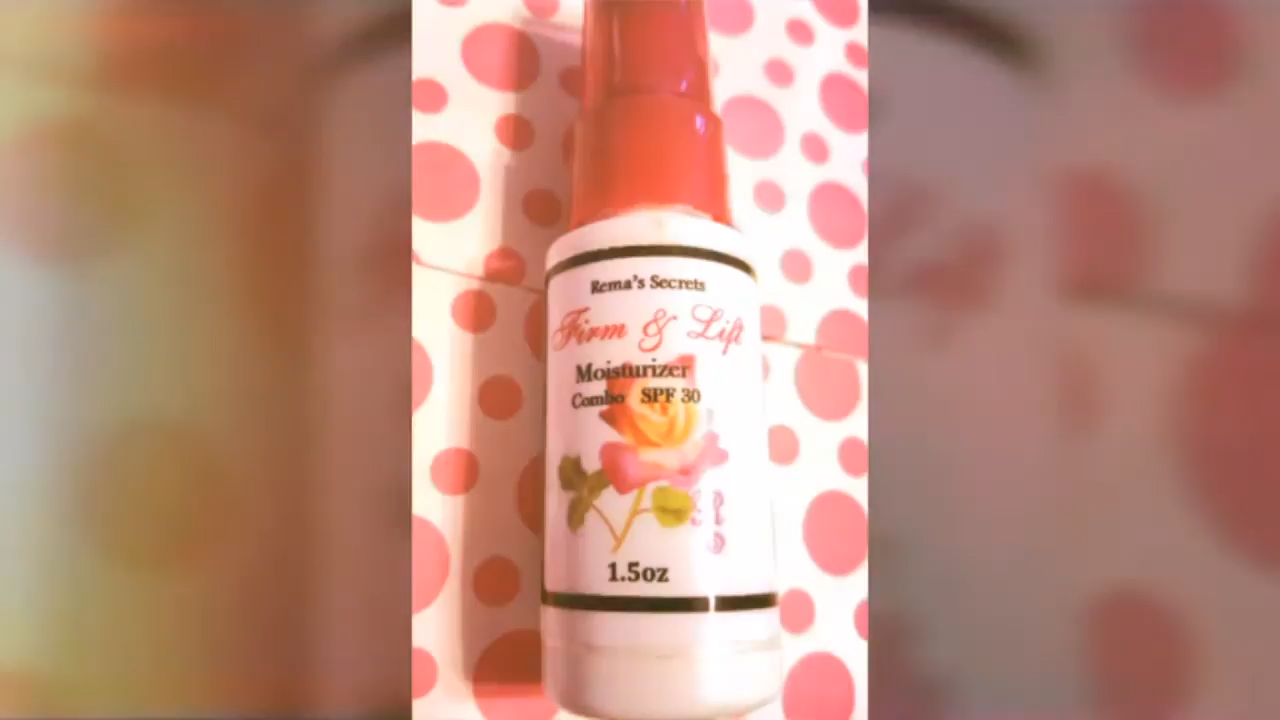 Rema's Secrets
Firm & Lift
Moisturizer
Combo SPF 30
1.5oz